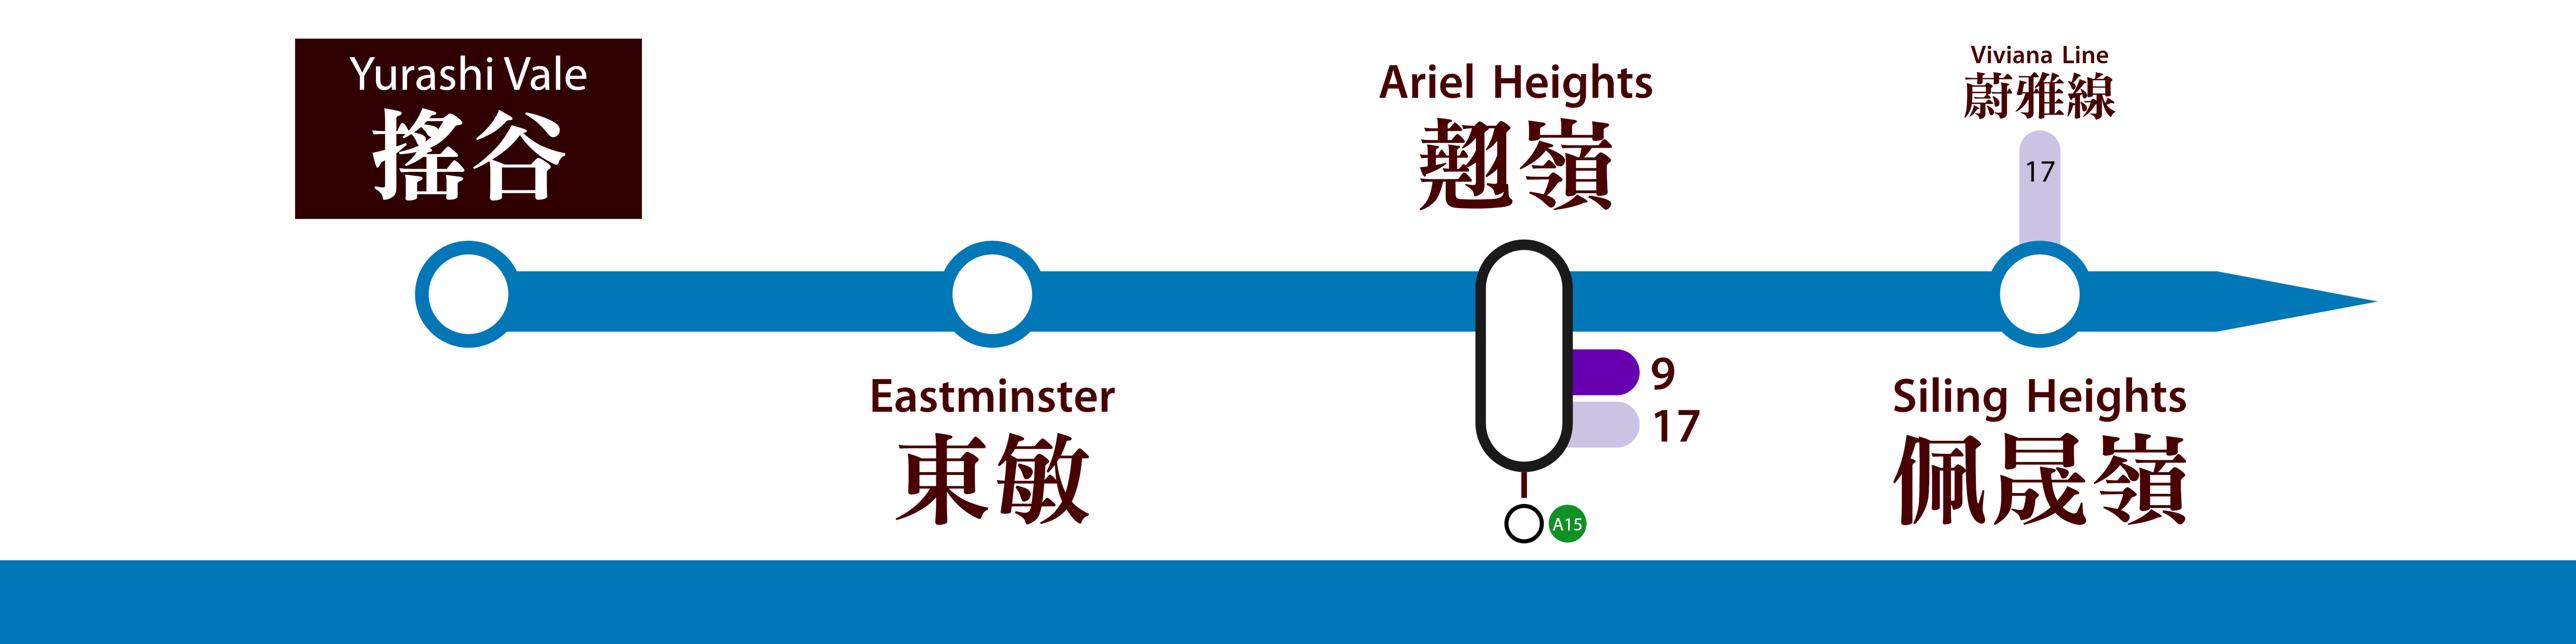 Yurashi Vale
搖谷
Eastminster
東敏
Ariel Heights
翹嶺
9
17
A15
Viviana Line
蔚雅線
17
Siling Heights
佩晟嶺